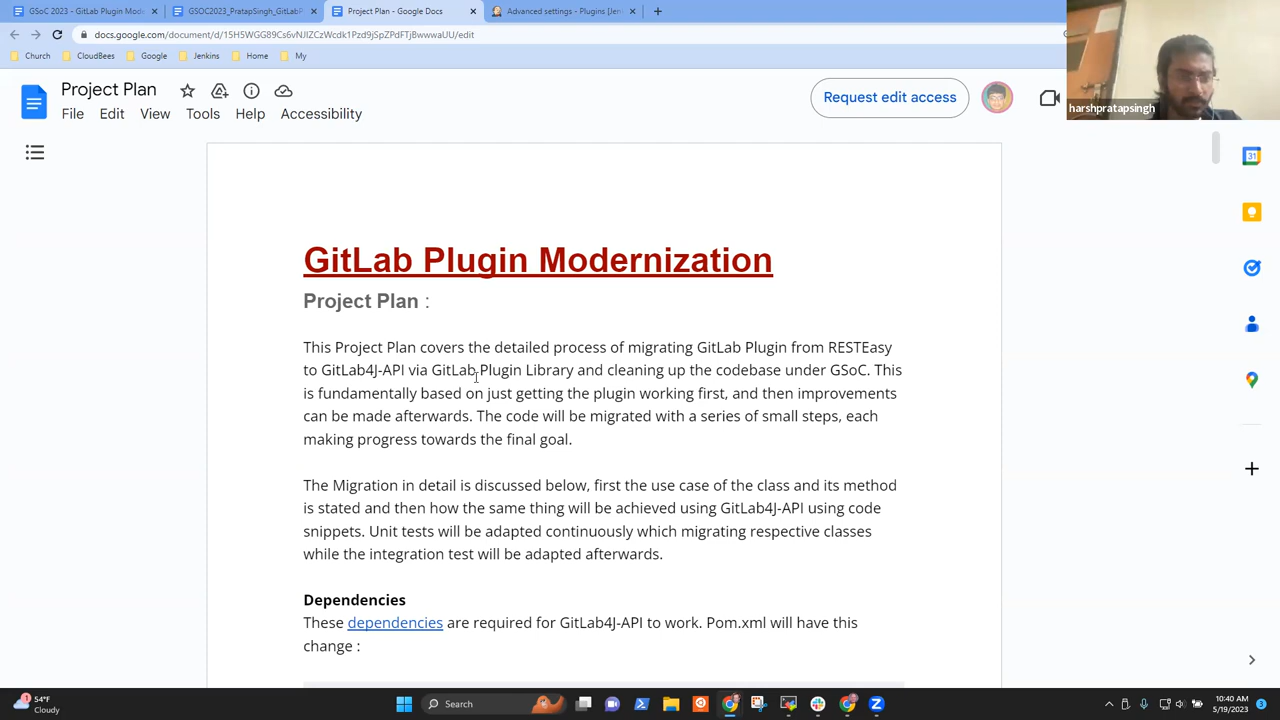 GSoC 2023 - GitLab Plugin Mode
GSOC2023_PratapSingh_GitLabP
Project Plan - Google Docs
Advanced settings - Plugins [Jen
docs.google.com/document/d/15H5WGG89Cs6vNJlZCzWcdk1Pzd9jSpZPdFTjBwwwaUU/edit
Church
CloudBees
Google
Jenkins
Home
My
Project Plan
Request edit access
harshpratapsingh
File Edit View Tools Help Accessibility
31
GitLab Plugin Modernization
Project Plan :
This Project Plan covers the detailed process of migrating GitLab Plugin from RESTEasy
to GitLab4J-API via GitLab Plugin Library and cleaning up the codebase under GSoC. This
is fundamentally based on just getting the plugin working first, and then improvements
can be made afterwards. The code will be migrated with a series of small steps, each
making progress towards the final goal.
The Migration in detail is discussed below, first the use case of the class and its method
is stated and then how the same thing will be achieved using GitLab4J-API using code
snippets. Unit tests will be adapted continuously which migrating respective classes
while the integration test will be adapted afterwards.
Dependencies
These dependencies are required for GitLab4J-API to work. Pom.xml will have this
change :
1
54°F
Cloudy
Search
10:40 AM
5/19/2023
3